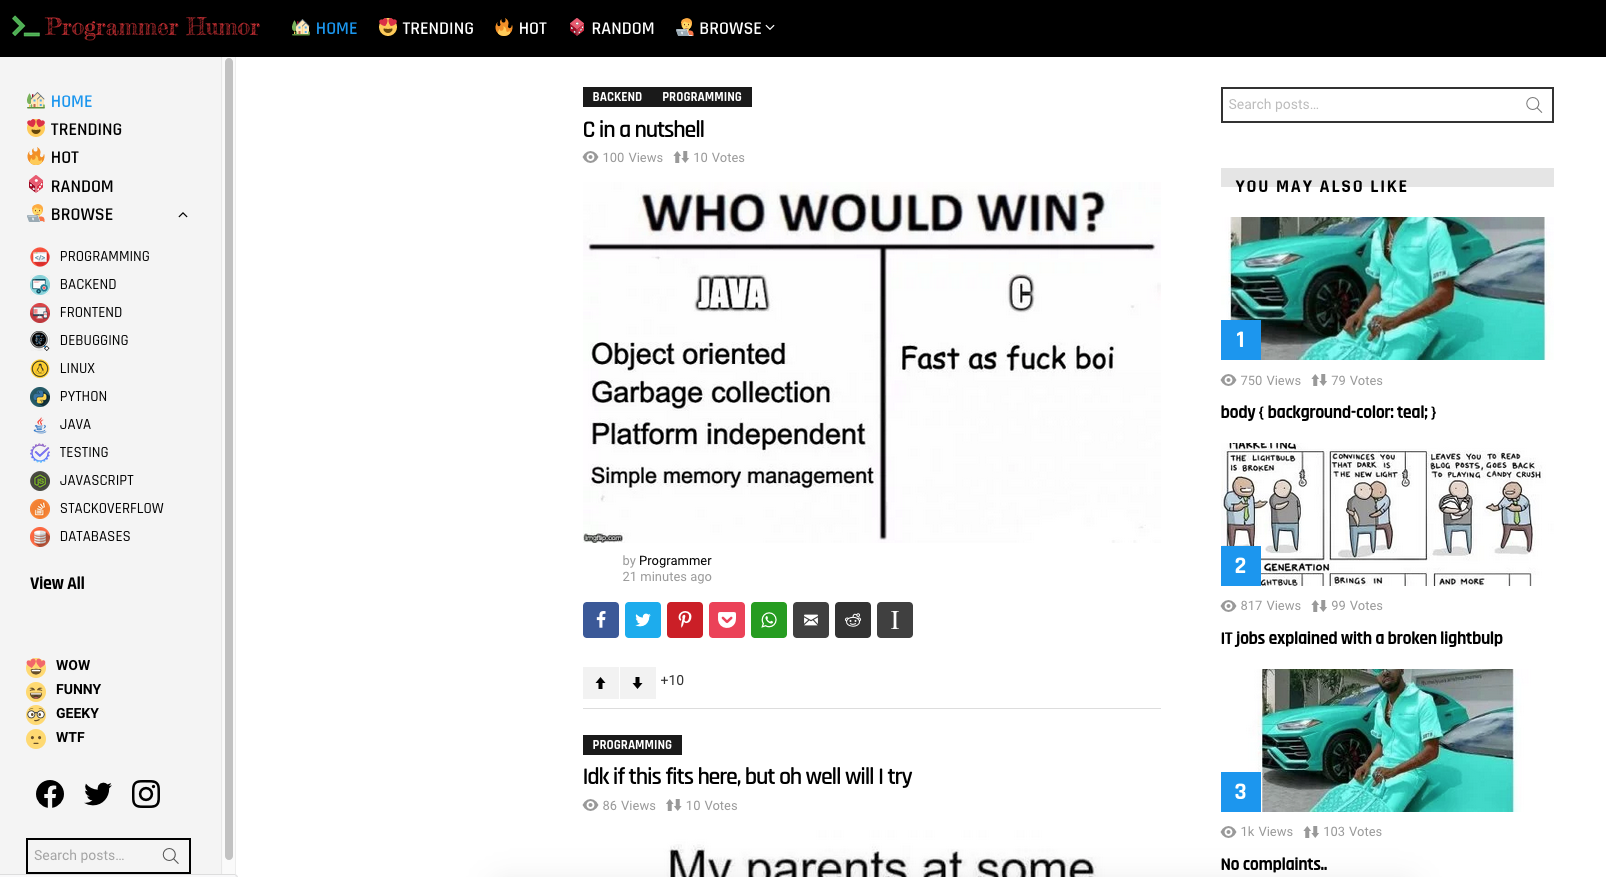 Programmer Humor
HOME
TRENDING
HOT
RANDOM
BROWSE
HOME
TRENDING
HOT
RANDOM
BROWSE
PROGRAMMING
BACKEND
FRONTEND
DEBUGGING
LINUX
PYTHON
JAVA
TESTING
JAVASCRIPT
STACKOVERFLOW
DATABASES
View All
WOW
FUNNY
GEEKY
WTF
Search posts...
BACKEND PROGRAMMING
C in a nutshell
100 Views 10 Votes
WHO WOULD WIN?
JAVA
C
Object oriented
Garbage collection
Platform independent
Simple memory management
Fast as fuck boi
imgflip.com
by Programmer
21 minutes ago
+10
PROGRAMMING
Idk if this fits here, but oh well will I try
86 Views 10 Votes
My parents at some
Search posts...
YOU MAY ALSO LIKE
1
750 Views 79 Votes
body { background-color: teal; }
MARKETING
THE LIGHTBULB
IS BROKEN
CONVINCES YOU
THAT DARK IS
THE NEW LIGHT
LEAVES YOU TO READ
BLOG POSTS, GOES BACK
TO PLAYING CANDY CRUSH
2
GENERATION
BRINGS IN
AND MORE
817 Views 99 Votes
IT jobs explained with a broken lightbulp
3
1k Views 103 Votes
No complaints..